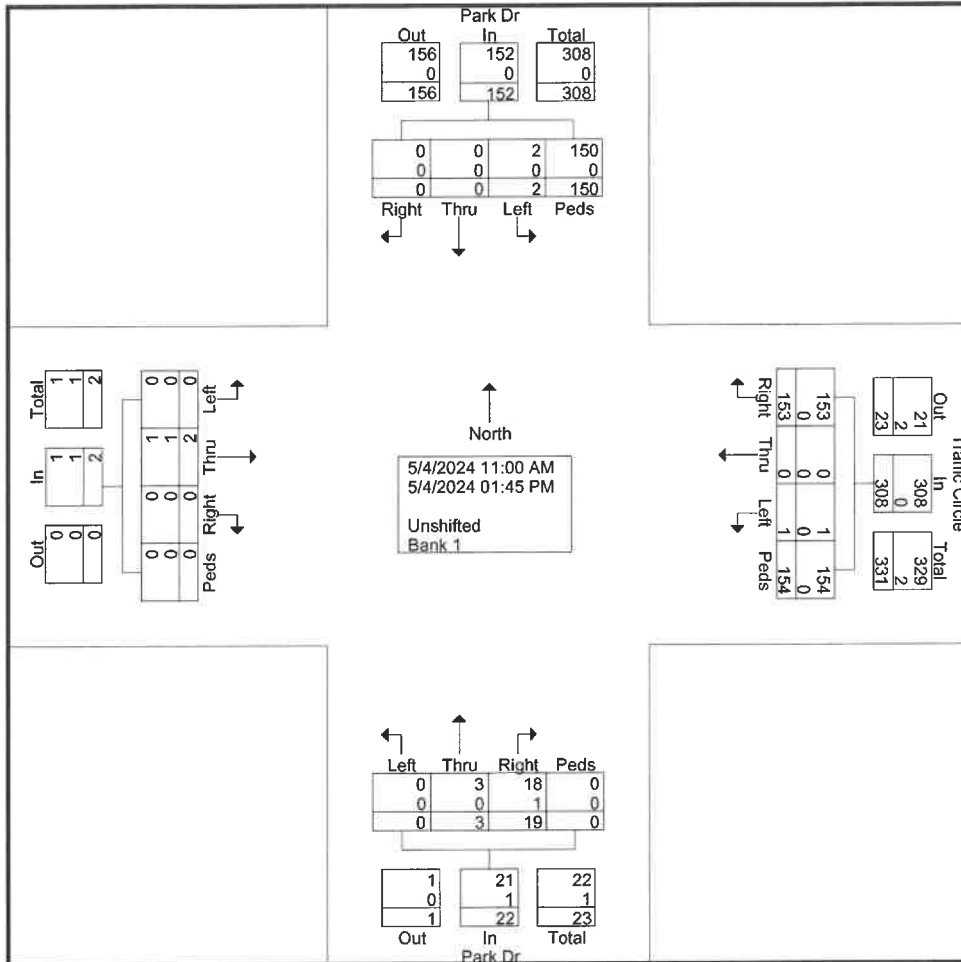 Park Dr
Out In Total
156 152 308
0 0 0
156 152 308
0 0 2 150
0 0 0 0
0 0 2 150
Right Thru Left Peds
Total
1 1 2
In
1 1 2
Out
0 0 0
0 0 0
Left
1 1 2
Thru
0 0 0
Right
0 0 0
Peds
North
5/4/2024 11:00 AM
5/4/2024 01:45 PM
Unshifted
Bank 1
Right
153 0 153
Thru
0 0 0
Left
1 0 1
Peds
154 0 154
Traffic Circle
Out
21
2
23
In
308
0
308
Total
329
2
331
Left Thru Right Peds
0 3 18 0
0 0 1 0
0 3 19 0
1 21 22
0 1 1
1 22 23
Out In Total
Park Dr